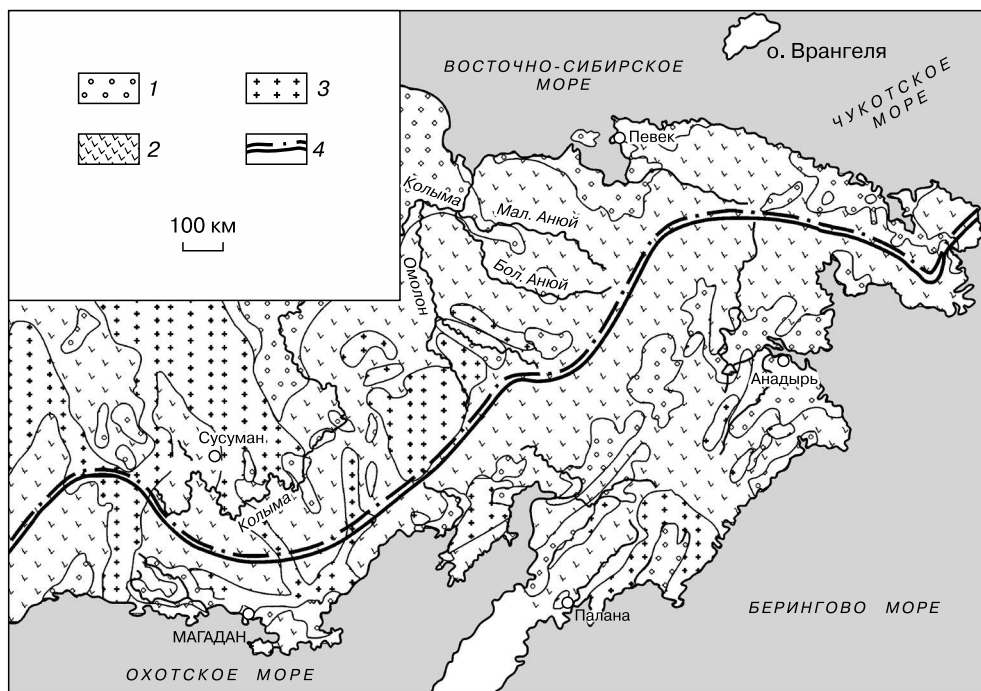 о. Врангеля
ВОСТОЧНО-СИБИРСКОЕ
МОРЕ
ЧУКОТСКОЕ
МОРЕ
1
3
2
4
100 км
Певек
Колыма
Мал. Анюй
Бол. Анюй
Омолон
Анадырь
Сусуман
Колыма
Палана
БЕРИНГОВО МОРЕ
МАГАДАН
ОХОТСКОЕ МОРЕ